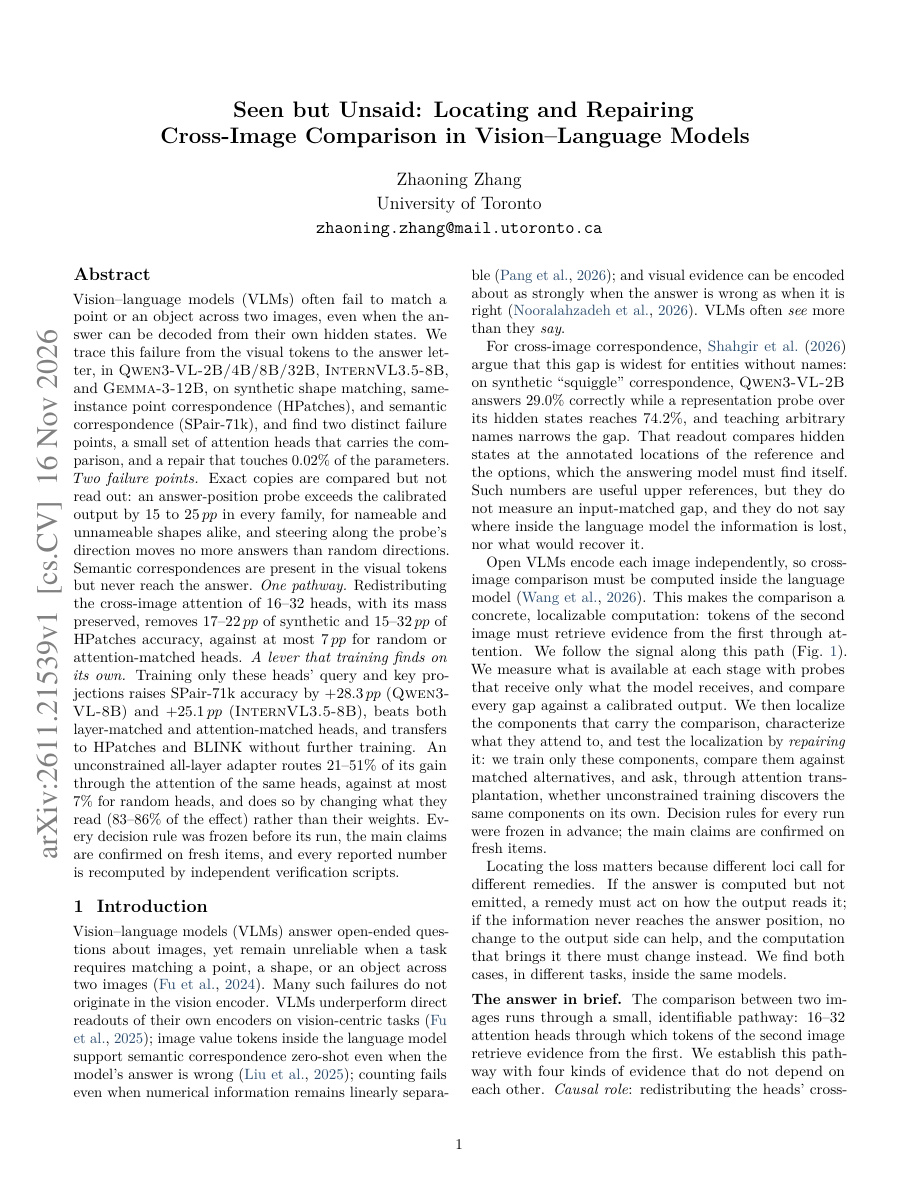 Seen but Unsaid: Locating and Repairing
Cross-Image Comparison in Vision–Language Models
Zhaoning Zhang
University of Toronto
zhaoning.zhang@mail.utoronto.ca
arXiv:2611.21539v1 [cs.CV] 16 Nov 2026
Abstract
Vision–language models (VLMs) often fail to match a
point or an object across two images, even when the an-
swer can be decoded from their own hidden states. We
trace this failure from the visual tokens to the answer let-
ter, in QWEN3-VL-2B/4B/8B/32B, INTERNVL3.5-8B,
and GEMMA-3-12B, on synthetic shape matching, same-
instance point correspondence (HPatches), and semantic
correspondence (SPair-71k), and find two distinct failure
points, a small set of attention heads that carries the com-
parison, and a repair that touches 0.02% of the parameters.
Two failure points. Exact copies are compared but not
read out: an answer-position probe exceeds the calibrated
output by 15 to 25 pp in every family, for nameable and
unnameable shapes alike, and steering along the probe's
direction moves no more answers than random directions.
Semantic correspondences are present in the visual tokens
but never reach the answer. One pathway. Redistributing
the cross-image attention of 16–32 heads, with its mass
preserved, removes 17–22 pp of synthetic and 15–32 pp of
HPatches accuracy, against at most 7 pp for random or
attention-matched heads. A lever that training finds on
its own. Training only these heads' query and key pro-
jections raises SPair-71k accuracy by +28.3 pp (QWEN3-
VL-8B) and +25.1 pp (INTERNVL3.5-8B), beats both
layer-matched and attention-matched heads, and transfers
to HPatches and BLINK without further training. An
unconstrained all-layer adapter routes 21–51% of its gain
through the attention of the same heads, against at most
7% for random heads, and does so by changing what they
read (83–86% of the effect) rather than their weights. Ev-
ery decision rule was frozen before its run, the main claims
are confirmed on fresh items, and every reported number
is recomputed by independent verification scripts.
1 Introduction
Vision–language models (VLMs) answer open-ended ques-
tions about images, yet remain unreliable when a task
requires matching a point, a shape, or an object across
two images (Fu et al., 2024). Many such failures do not
originate in the vision encoder. VLMs underperform direct
readouts of their own encoders on vision-centric tasks (Fu
et al., 2025); image value tokens inside the language model
support semantic correspondence zero-shot even when the
model's answer is wrong (Liu et al., 2025); counting fails
even when numerical information remains linearly separa-
ble (Pang et al., 2026); and visual evidence can be encoded
about as strongly when the answer is wrong as when it is
right (Nooralahzadeh et al., 2026). VLMs often see more
than they say.
For cross-image correspondence, Shahgir et al. (2026)
argue that this gap is widest for entities without names:
on synthetic “squiggle” correspondence, QWEN3-VL-2B
answers 29.0% correctly while a representation probe over
its hidden states reaches 74.2%, and teaching arbitrary
names narrows the gap. That readout compares hidden
states at the annotated locations of the reference and
the options, which the answering model must find itself.
Such numbers are useful upper references, but they do
not measure an input-matched gap, and they do not say
where inside the language model the information is lost,
nor what would recover it.
Open VLMs encode each image independently, so cross-
image comparison must be computed inside the language
model (Wang et al., 2026). This makes the comparison a
concrete, localizable computation: tokens of the second
image must retrieve evidence from the first through at-
tention. We follow the signal along this path (Fig. 1).
We measure what is available at each stage with probes
that receive only what the model receives, and compare
every gap against a calibrated output. We then localize
the components that carry the comparison, characterize
what they attend to, and test the localization by repairing
it: we train only these components, compare them against
matched alternatives, and ask, through attention trans-
plantation, whether unconstrained training discovers the
same components on its own. Decision rules for every run
were frozen in advance; the main claims are confirmed on
fresh items.
Locating the loss matters because different loci call for
different remedies. If the answer is computed but not
emitted, a remedy must act on how the output reads it;
if the information never reaches the answer position, no
change to the output side can help, and the computation
that brings it there must change instead. We find both
cases, in different tasks, inside the same models.
The answer in brief. The comparison between two im-
ages runs through a small, identifiable pathway: 16–32
attention heads through which tokens of the second image
retrieve evidence from the first. We establish this path-
way with four kinds of evidence that do not depend on
each other. Causal role: redistributing the heads' cross-
1